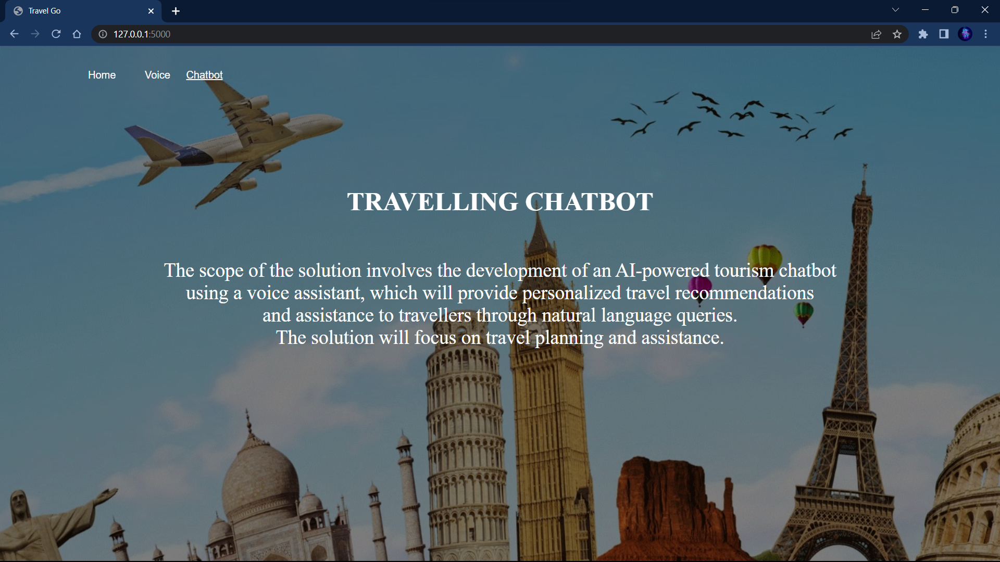 Travel Go
127.0.0.1:5000
Home Voice Chatbot
TRAVELLING CHATBOT
The scope of the solution involves the development of an AI-powered tourism chatbot
using a voice assistant, which will provide personalized travel recommendations
and assistance to travellers through natural language queries.
The solution will focus on travel planning and assistance.